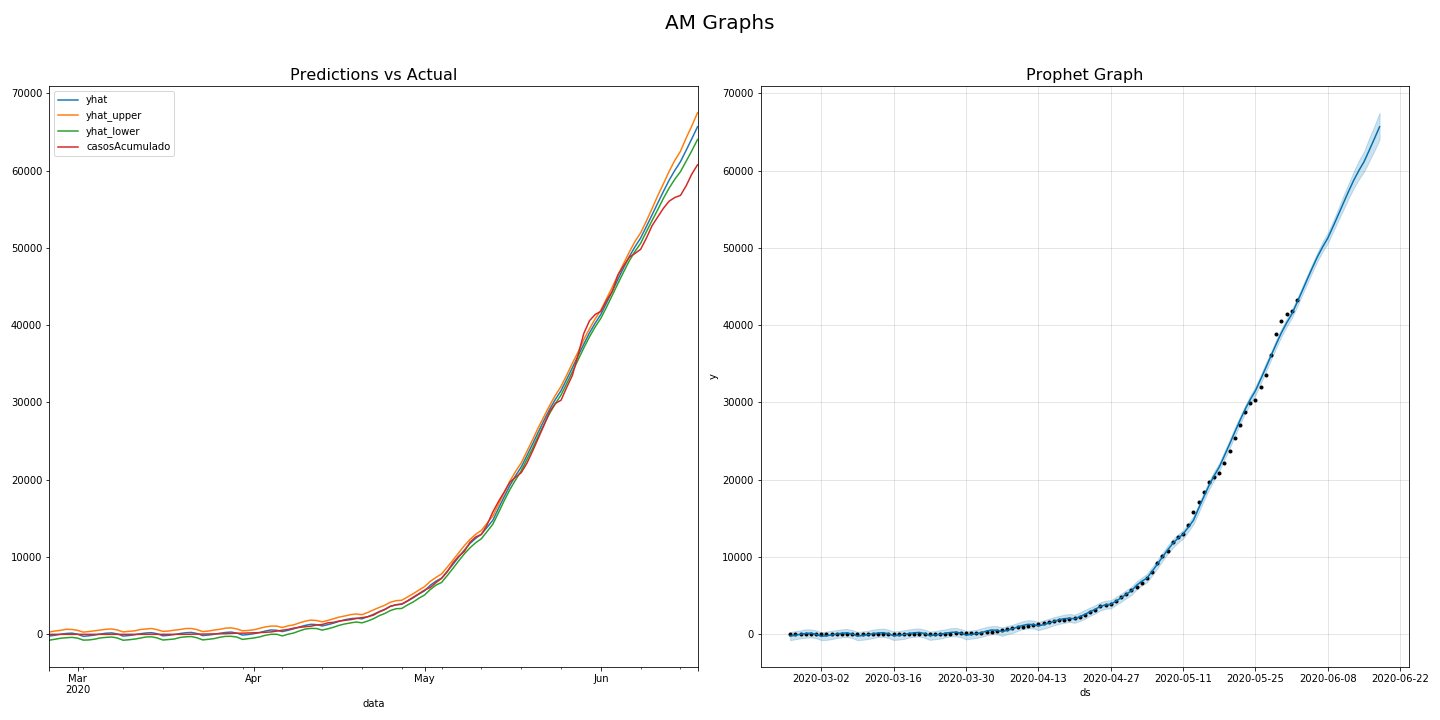 AM Graphs
Predictions vs Actual
70000
60000
50000
40000
30000
20000
10000
0
yhat
yhat_upper
yhat_lower
casosAcumulado
Mar
2020
Apr
May
Jun
data
Prophet Graph
70000
60000
50000
40000
30000
20000
10000
0
y
2020-03-02
2020-03-16
2020-03-30
2020-04-13
2020-04-27
2020-05-11
2020-05-25
2020-06-08
2020-06-22
ds